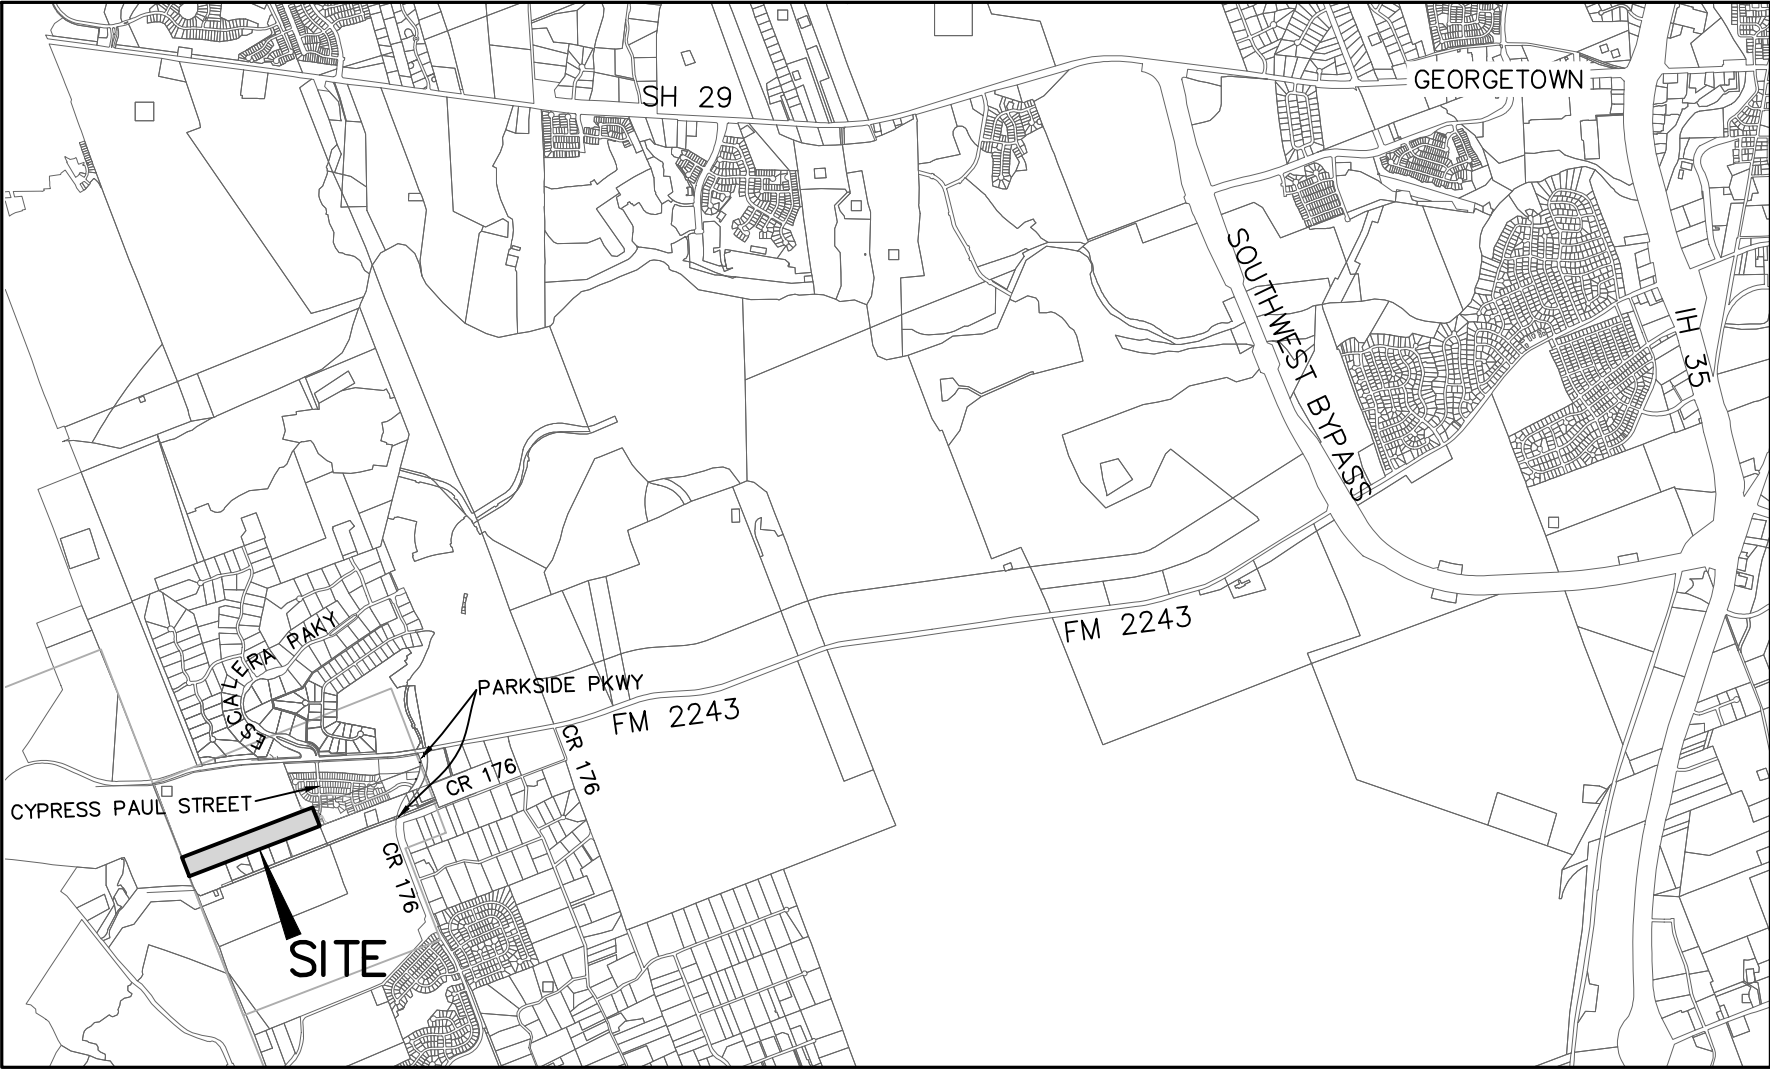 GEORGETOWN
SH 29
SOUTHWEST BYPASS
IH 35
ESCALERA PAKY
FM 2243
PARKSIDE PKWY
FM 2243
CR 176
CR 176
CYPRESS PAUL STREET
CR 176
SITE